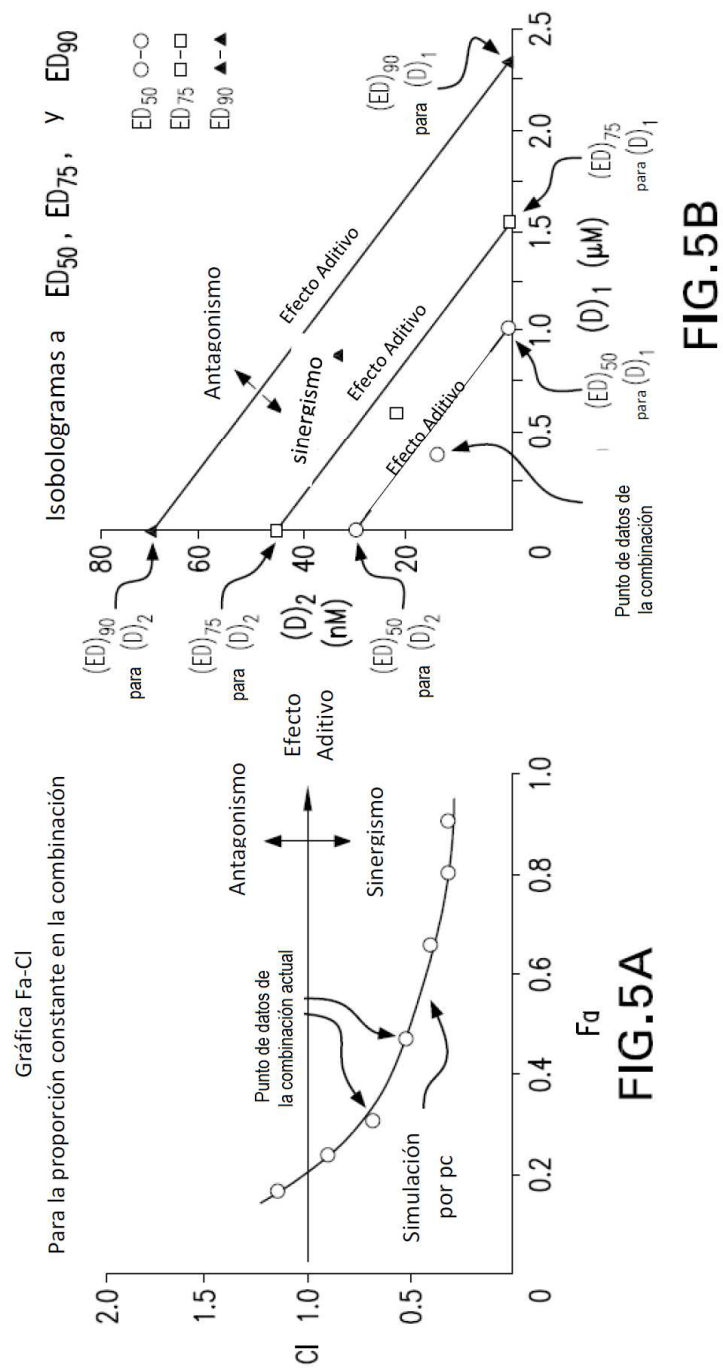 Gráfica Fa-CI
Para la proporción constante en la combinación
2.0
1.5
1.0
0.5
0
CI
Antagonismo
Efecto
Aditivo
Sinergismo
Punto de datos de
la combinación actual
Simulación
por pc
0.2
0.4
0.6
0.8
1.0
Fa
FIG.5A
Isobologramas a ED50, ED75, y ED90
ED50
ED75
ED90
80
60
40
20
0
(D)2
(nM)
(ED)90
para (D)2
(ED)75
para (D)2
(ED)50
para (D)2
Antagonismo
sinergismo
Efecto Aditivo
Efecto Aditivo
Efecto Aditivo
(ED)90
para (D)1
(ED)75
para (D)1
(ED)50
para (D)1
Punto de datos de
la combinación
0.5
1.0
1.5
2.0
2.5
(D)1 (μM)
FIG.5B